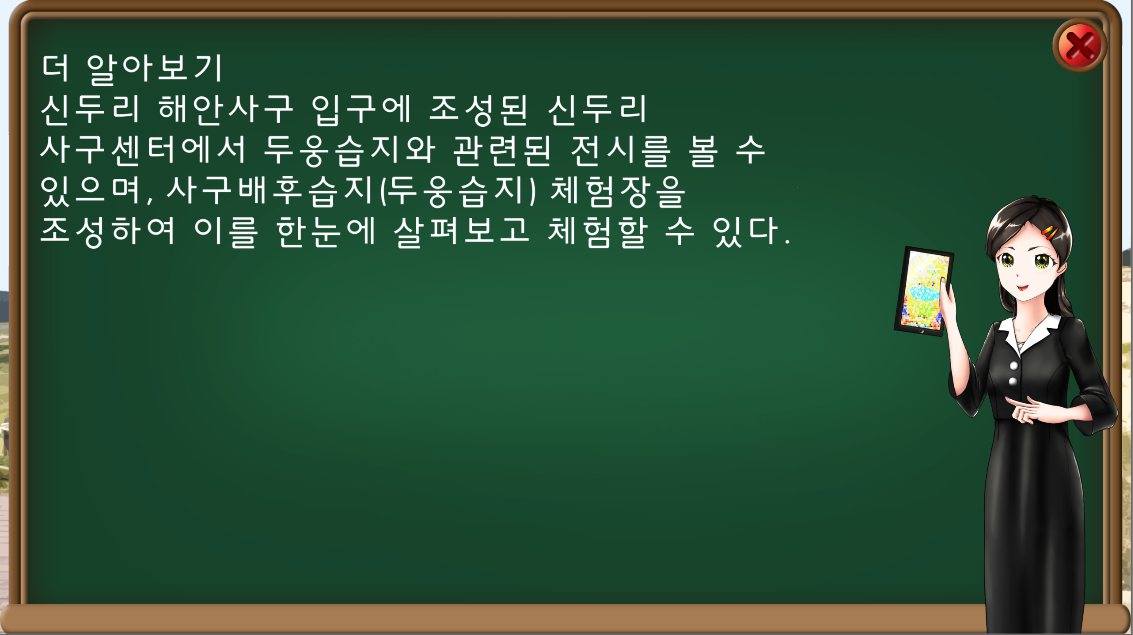 더 알아보기
신두리 해안사구 입구에 조성된 신두리
사구센터에서 두웅습지와 관련된 전시를 볼 수
있으며, 사구배후습지(두웅습지) 체험장을
조성하여 이를 한눈에 살펴보고 체험할 수 있다.